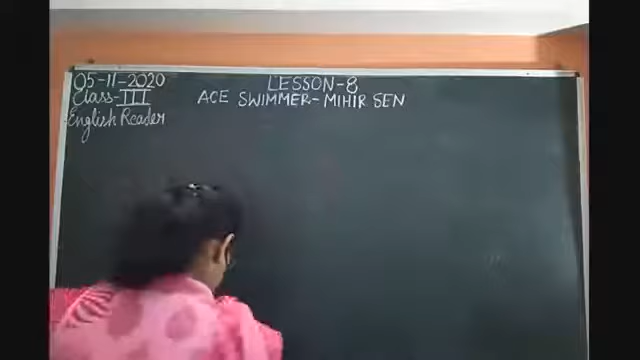 05-11-2020
Class-III
English Reader
LESSON-8
ACE SWIMMER-MIHIR SEN